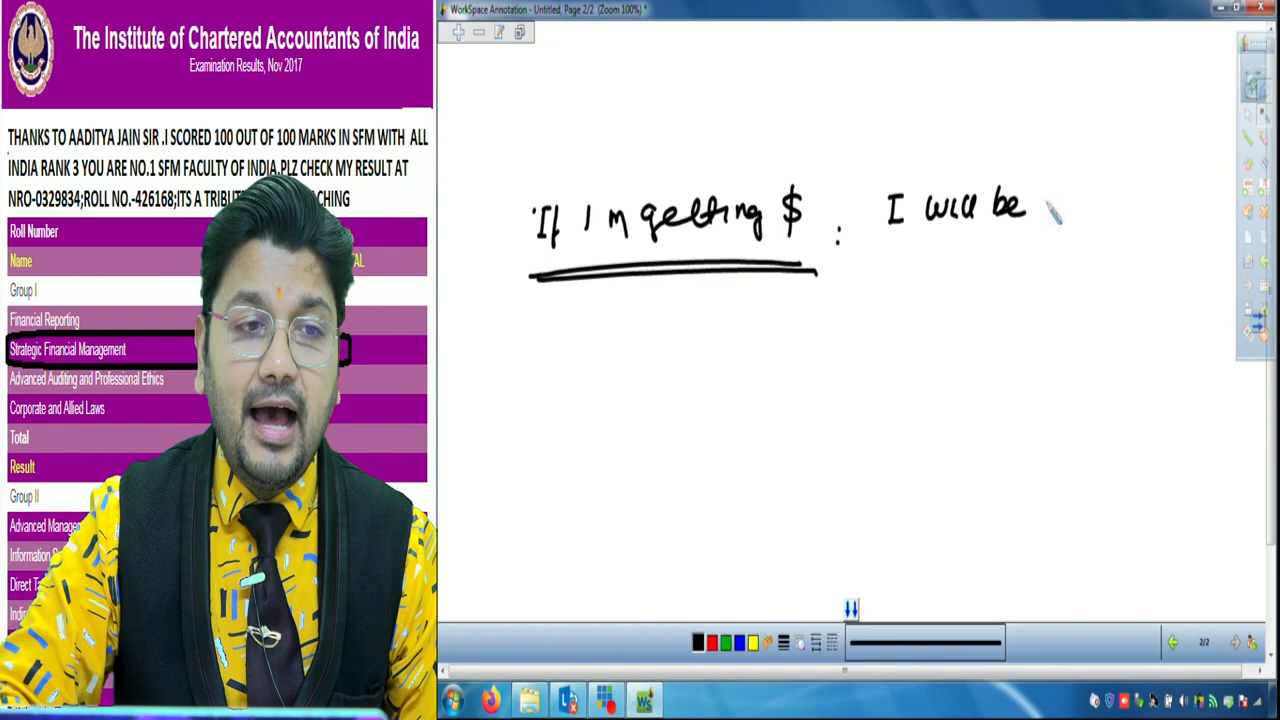 The Institute of Chartered Accountants of India
Examination Results, Nov 2017
THANKS TO AADITYA JAIN SIR .I SCORED 100 OUT OF 100 MARKS IN SFM WITH ALL
INDIA RANK 3 YOU ARE NO.1 SFM FACULTY OF INDIA.PLZ CHECK MY RESULT AT
NRO-0329834;ROLL NO.-426168;ITS A
Roll Number
Name
Group I
Financial Reporting
Strategic Financial Management
Advanced Auditing and Professional Ethics
Corporate and Allied Laws
Total
Result
Group II
Advanced
Information
Direct
WorkSpace Annotation - Untitled, Page 2/2 (Zoom 100%) *
If I m getting $ : I will be
2/2